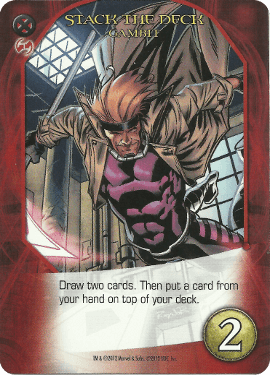 STACK THE DECK
GAMBIT
Draw two cards. Then put a card from
your hand on top of your deck.
2